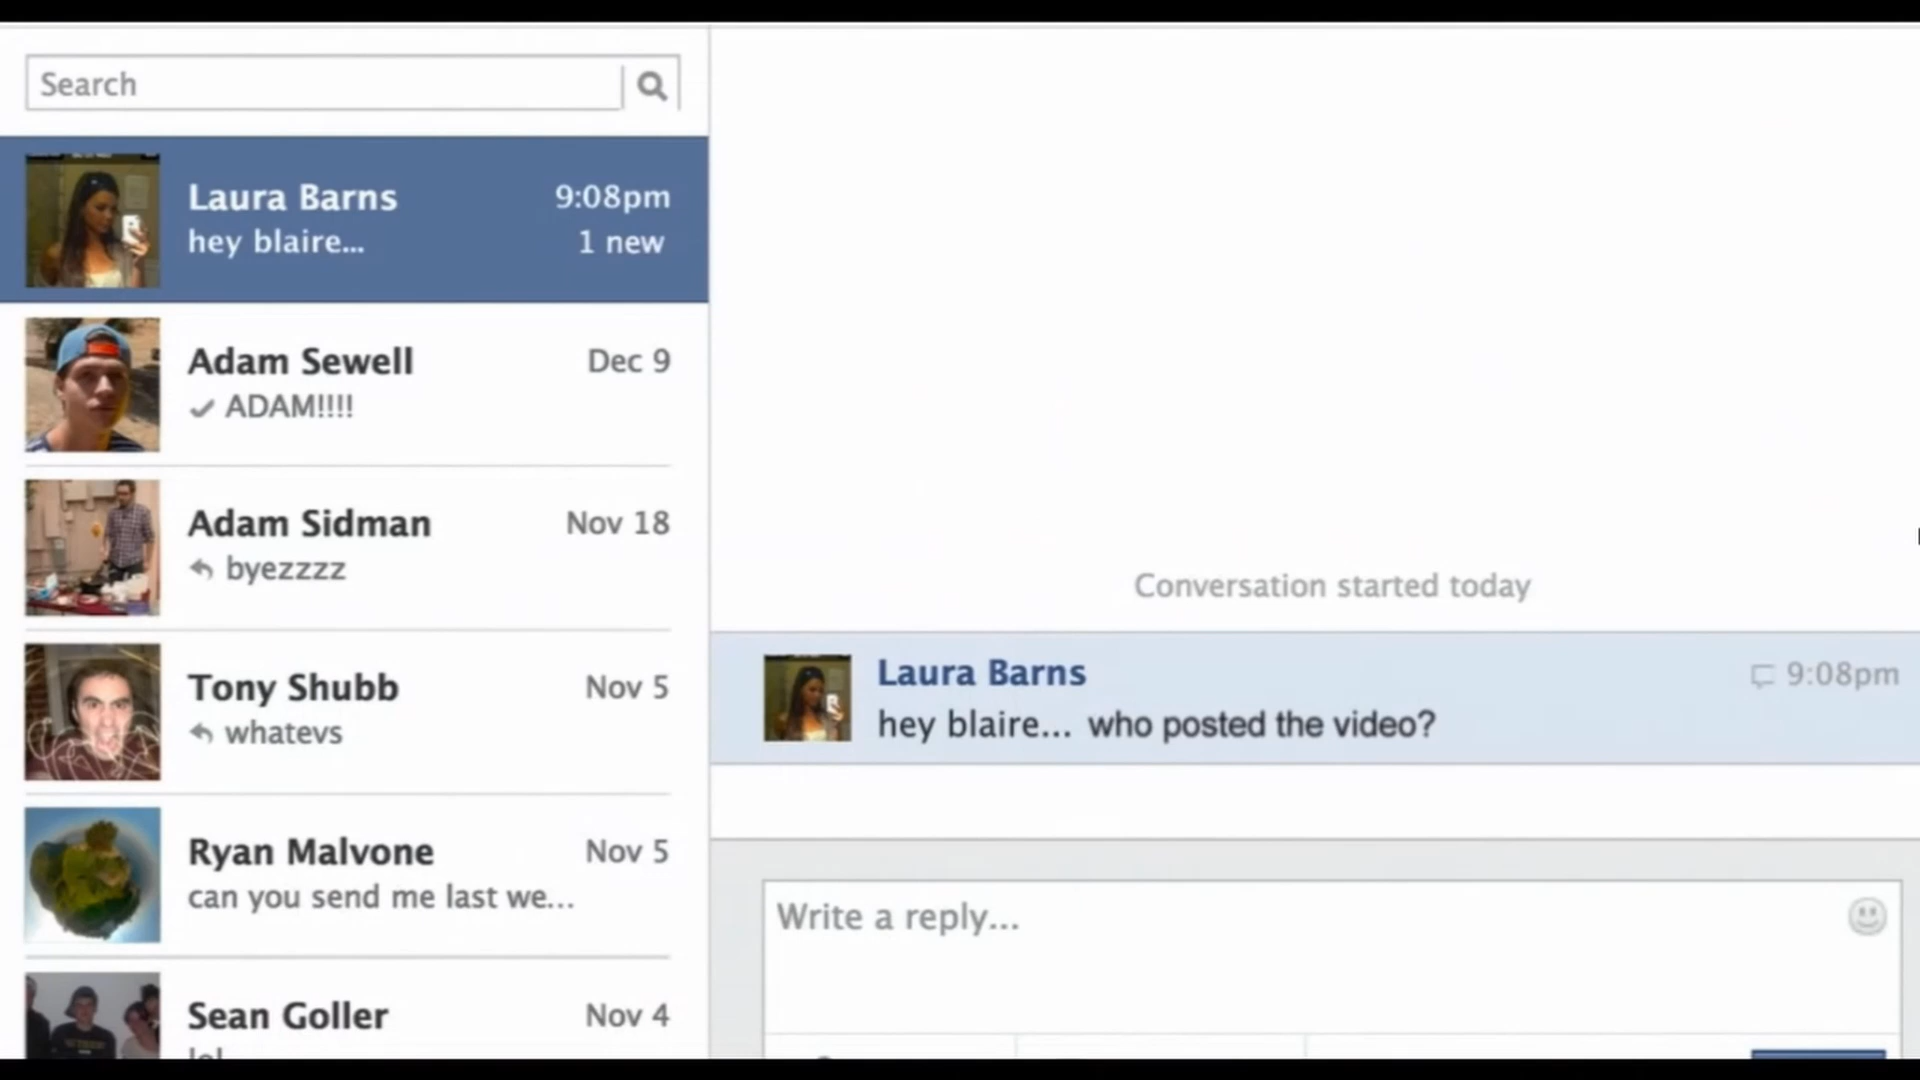 Search
Laura Barns 9:08pm
hey blaire... 1 new
Adam Sewell Dec 9
ADAM!!!!
Adam Sidman Nov 18
byezzzz
Tony Shubb Nov 5
whatevs
Ryan Malvone Nov 5
can you send me last we...
Sean Goller Nov 4
lol
Conversation started today
Laura Barns 9:08pm
hey blaire... who posted the video?
Write a reply...